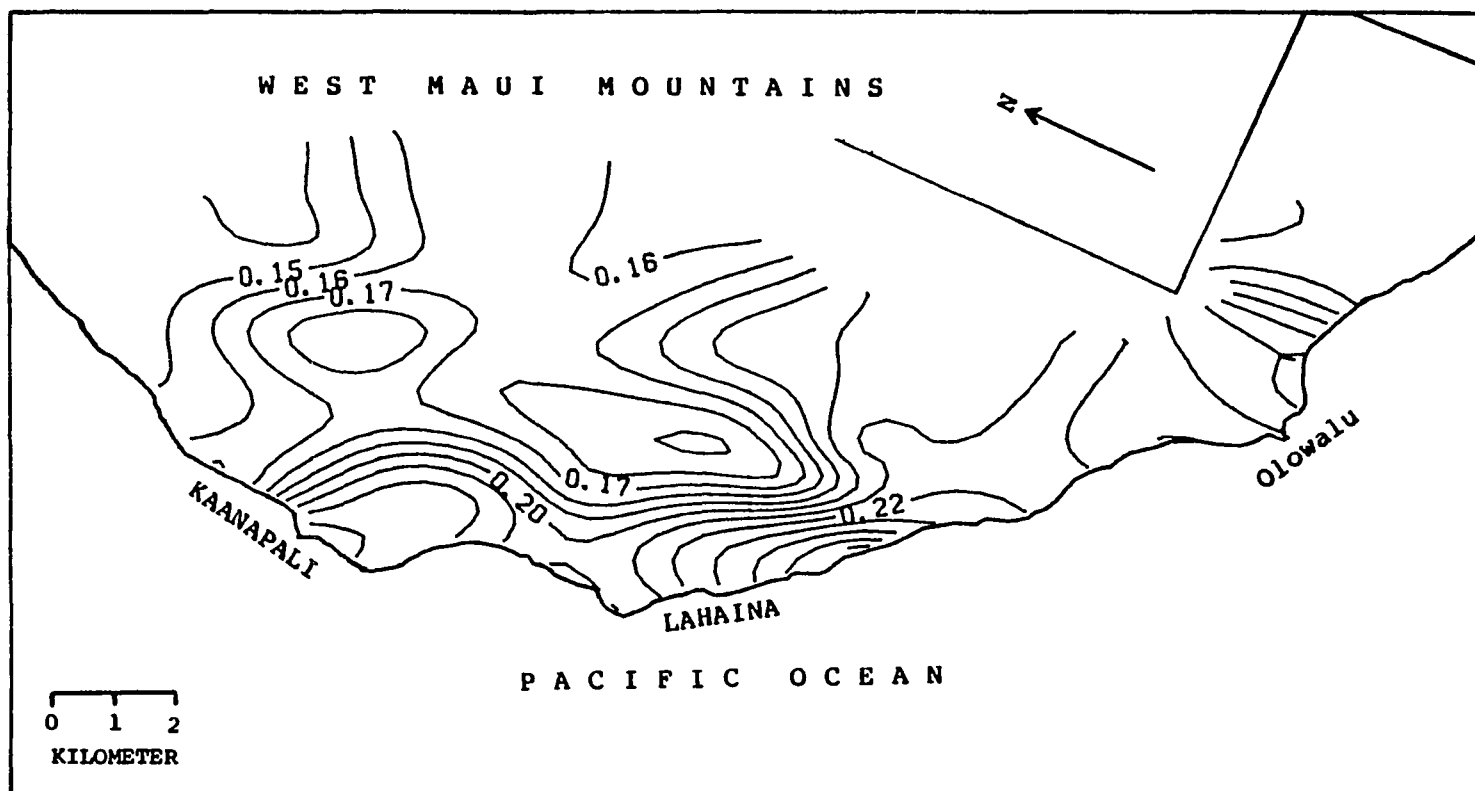 WEST MAUI MOUNTAINS
N
0.15
0.16
0.17
0.16
0.17
0.20
0.22
KAANAPALI
LAHAINA
Olowalu
PACIFIC OCEAN
0 1 2
KILOMETER